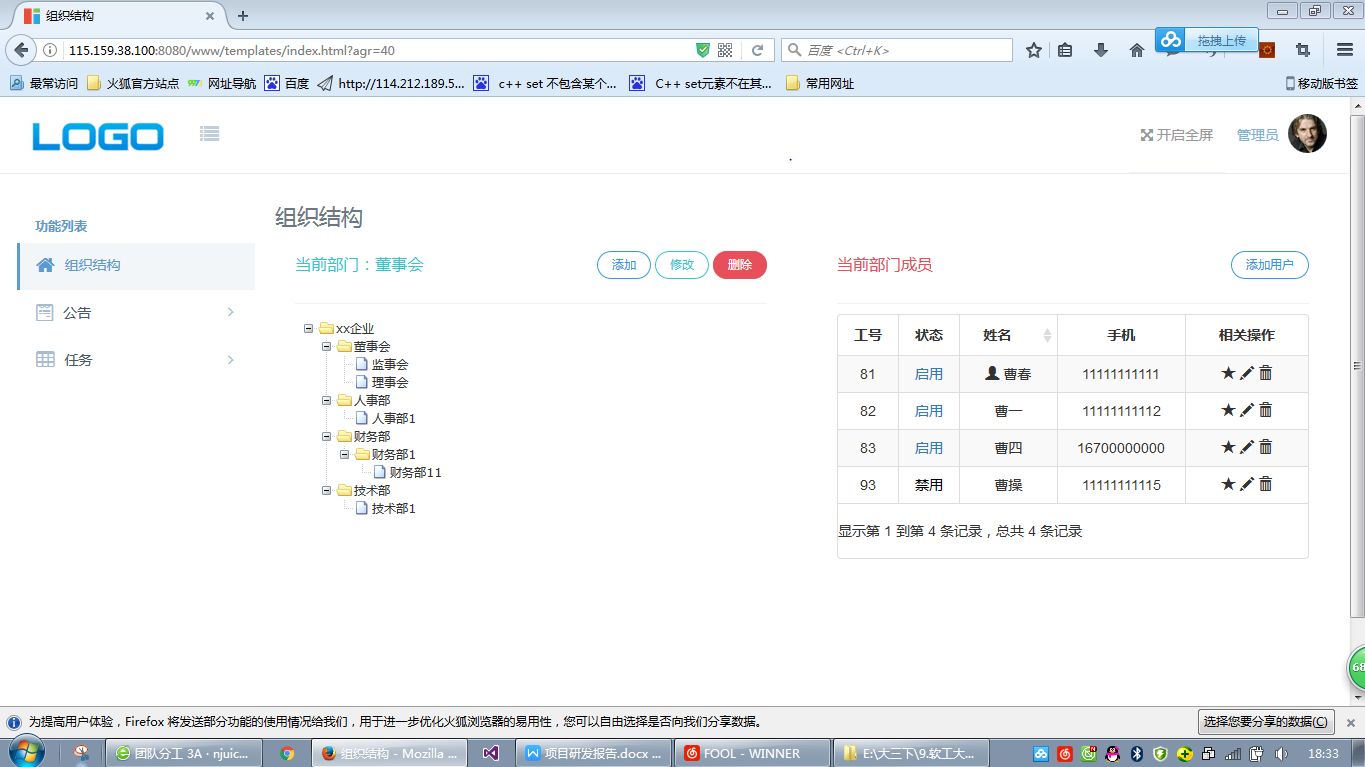 组织结构
115.159.38.100:8080/www/templates/index.html?agr=40
百度 <Ctrl+K>
拖拽上传
最常访问 火狐官方站点 网址导航 百度 http://114.212.189.5... c++ set 不包含某个... C++ set元素不在其... 常用网址 移动版书签
LOGO
开启全屏 管理员
功能列表
组织结构
公告
任务
组织结构
当前部门：董事会 添加 修改 删除
xx企业
董事会
监事会
理事会
人事部
人事部1
财务部
财务部1
财务部11
技术部
技术部1
当前部门成员 添加用户
工号 状态 姓名 手机 相关操作
81 启用 曹春 11111111111
82 启用 曹一 11111111112
83 启用 曹四 16700000000
93 禁用 曹操 11111111115
显示第 1 到第 4 条记录，总共 4 条记录
68
为提高用户体验，Firefox 将发送部分功能的使用情况给我们，用于进一步优化火狐浏览器的易用性，您可以自由选择是否向我们分享数据。 选择您要分享的数据(C)
团队分工 3A · njuic... 组织结构 - Mozilla ... 项目研发报告.docx ... FOOL - WINNER E:\大三下\9.软工大... 18:33